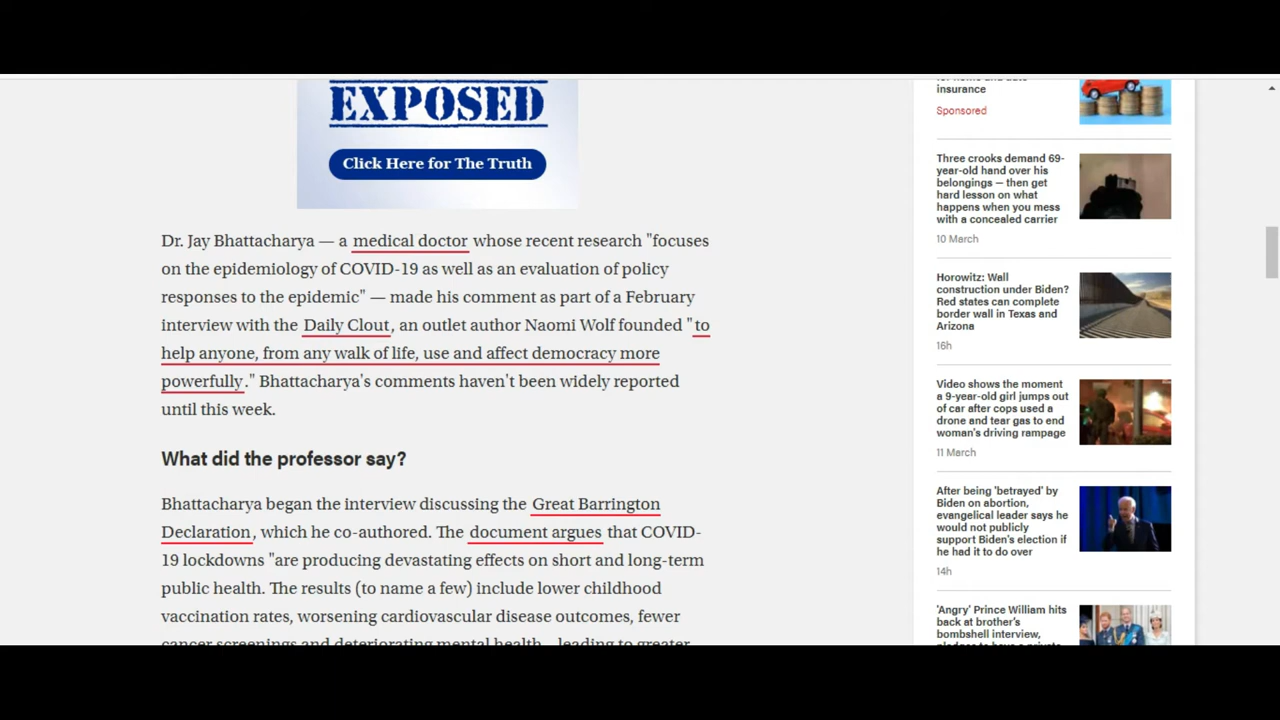 EXPOSED
Click Here for The Truth
Dr. Jay Bhattacharya — a medical doctor whose recent research "focuses
on the epidemiology of COVID-19 as well as an evaluation of policy
responses to the epidemic" — made his comment as part of a February
interview with the Daily Clout, an outlet author Naomi Wolf founded "to
help anyone, from any walk of life, use and affect democracy more
powerfully." Bhattacharya's comments haven't been widely reported
until this week.
What did the professor say?
Bhattacharya began the interview discussing the Great Barrington
Declaration, which he co-authored. The document argues that COVID-
19 lockdowns "are producing devastating effects on short and long-term
public health. The results (to name a few) include lower childhood
vaccination rates, worsening cardiovascular disease outcomes, fewer
cancer screenings and deteriorating mental health – leading to greater
insurance
Sponsored
Three crooks demand 69-
year-old hand over his
belongings — then get
hard lesson on what
happens when you mess
with a concealed carrier
10 March
Horowitz: Wall
construction under Biden?
Red states can complete
border wall in Texas and
Arizona
16h
Video shows the moment
a 9-year-old girl jumps out
of car after cops used a
drone and tear gas to end
woman's driving rampage
11 March
After being 'betrayed' by
Biden on abortion,
evangelical leader says he
would not publicly
support Biden's election if
he had it to do over
14h
'Angry' Prince William hits
back at brother's
bombshell interview,